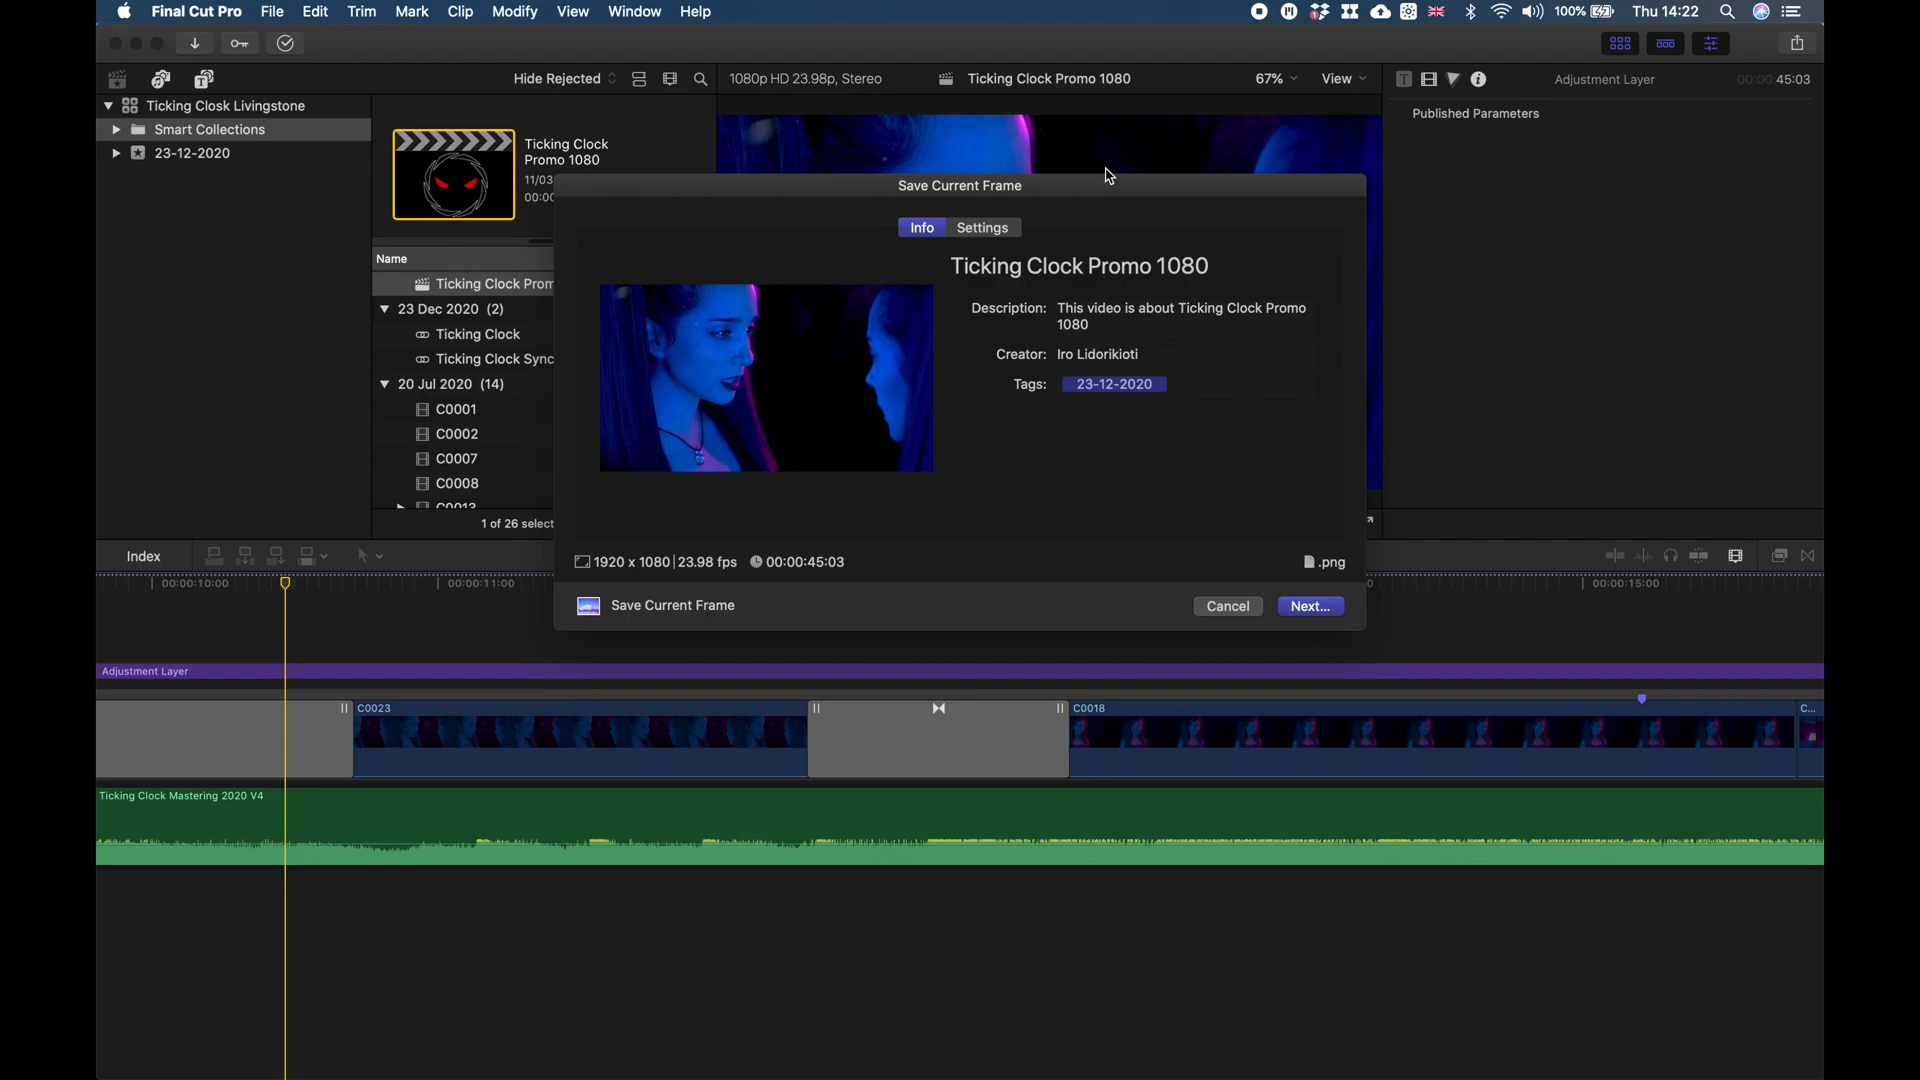 Final Cut Pro File Edit Trim Mark Clip Modify View Window Help 100% Thu 14:22
Hide Rejected 1080p HD 23.98p, Stereo Ticking Clock Promo 1080 67% View Adjustment Layer 00:00:45:03
Ticking Closk Livingstone
Smart Collections
23-12-2020
Ticking Clock
Promo 1080
11/03
00:00
Published Parameters
Save Current Frame
Info Settings
Name
Ticking Clock Prom
23 Dec 2020 (2)
Ticking Clock
Ticking Clock Sync
20 Jul 2020 (14)
C0001
C0002
C0007
C0008
C0013
1 of 26 select
Ticking Clock Promo 1080
Description: This video is about Ticking Clock Promo
1080
Creator: Iro Lidorikioti
Tags: 23-12-2020
1920 x 1080 | 23.98 fps 00:00:45:03 .png
Save Current Frame Cancel Next...
Index
00:00:10:00 00:00:11:00 00:00:15:00
Adjustment Layer
C0023 C0018 C...
Ticking Clock Mastering 2020 V4